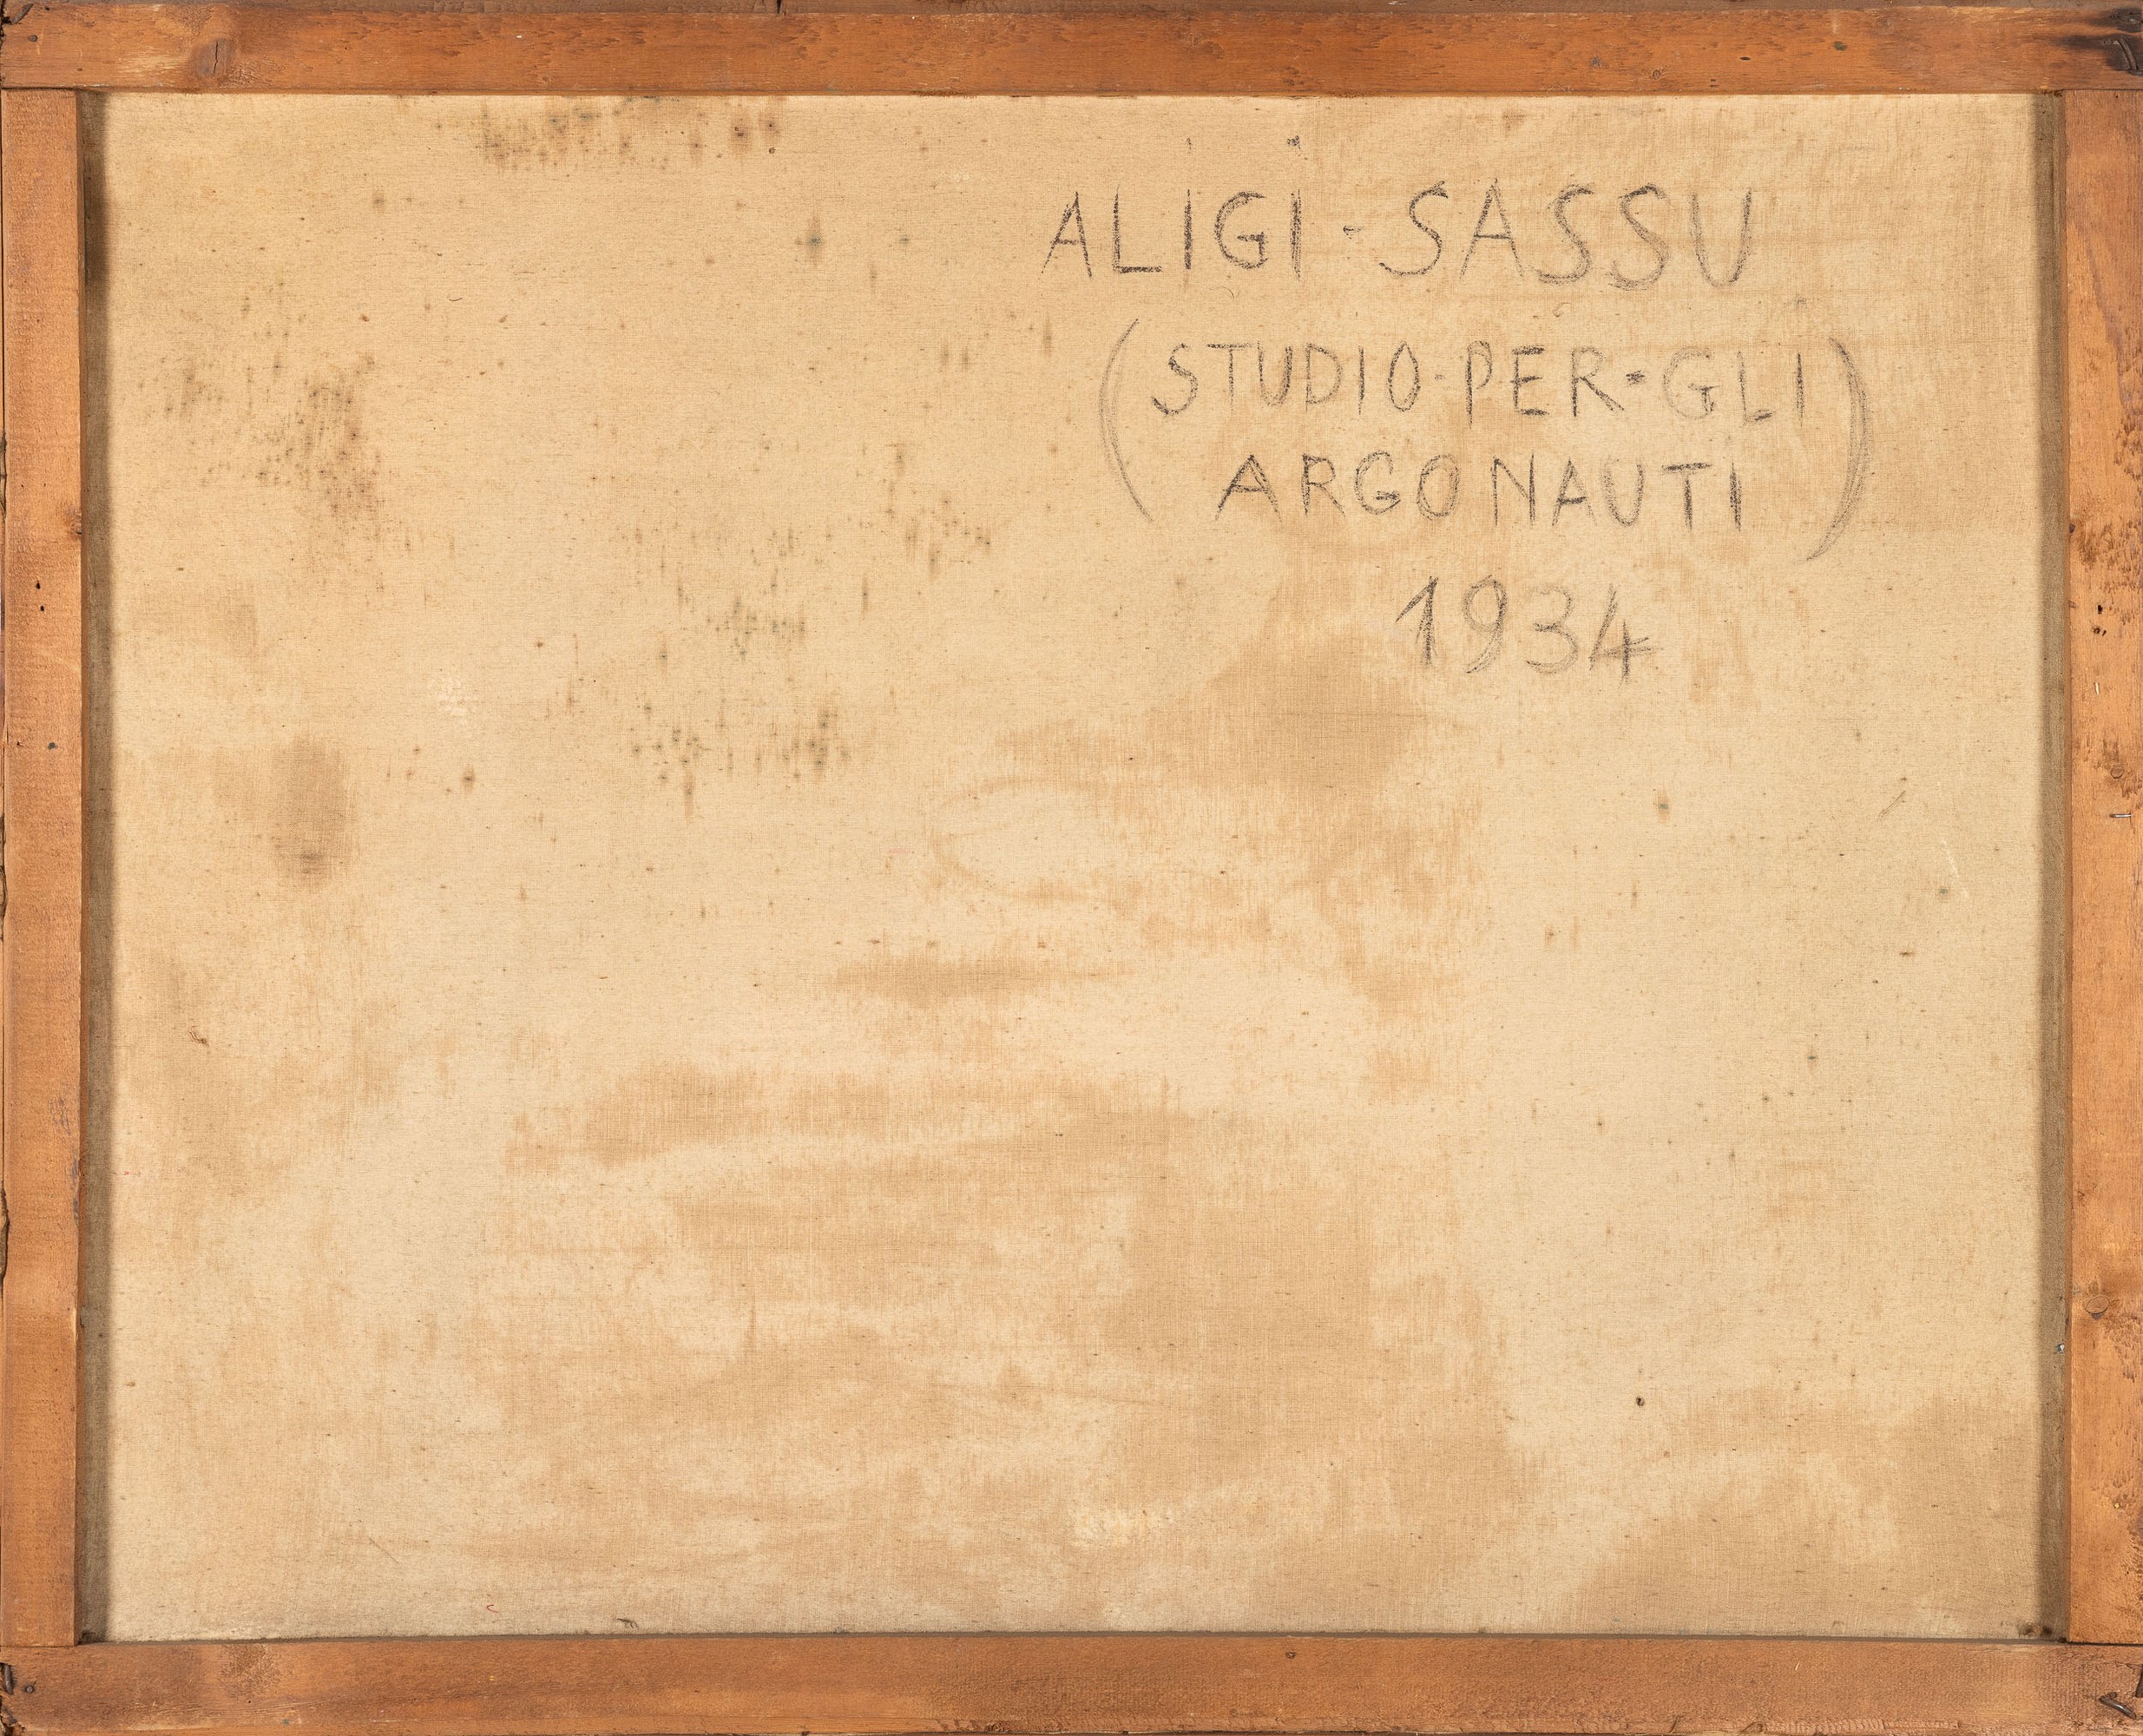 ALiGi - SASSU
(STUDIO-PER-GLI
ARGONAUTI)
1934